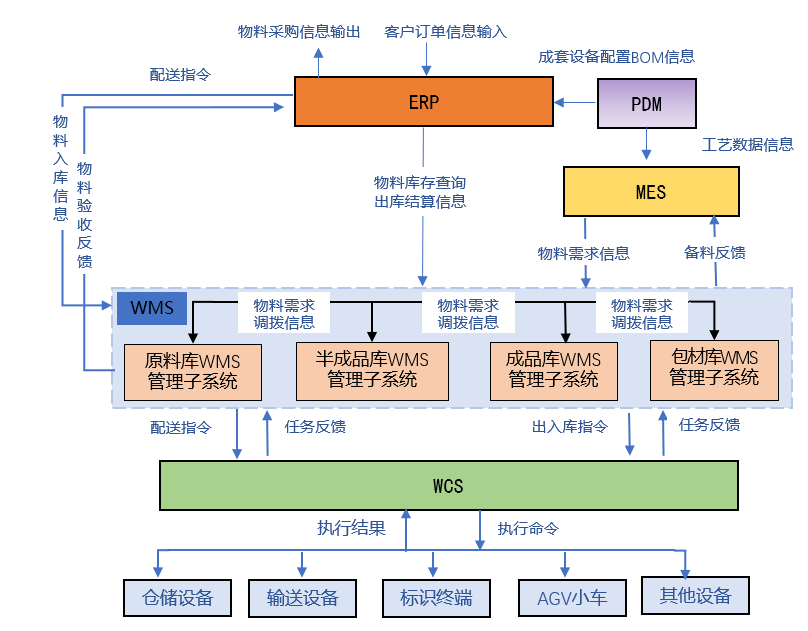 物料采购信息输出
客户订单信息输入
成套设备配置BOM信息
配送指令
ERP
PDM
工艺数据信息
物料入库信息
物料验收反馈
物料库存查询
出库结算信息
MES
物料需求信息
备料反馈
WMS
物料需求
调拨信息
物料需求
调拨信息
物料需求
调拨信息
原料库WMS
管理子系统
半成品库WMS
管理子系统
成品库WMS
管理子系统
包材库WMS
管理子系统
配送指令
任务反馈
出入库指令
任务反馈
WCS
执行结果
执行命令
仓储设备
输送设备
标识终端
AGV小车
其他设备